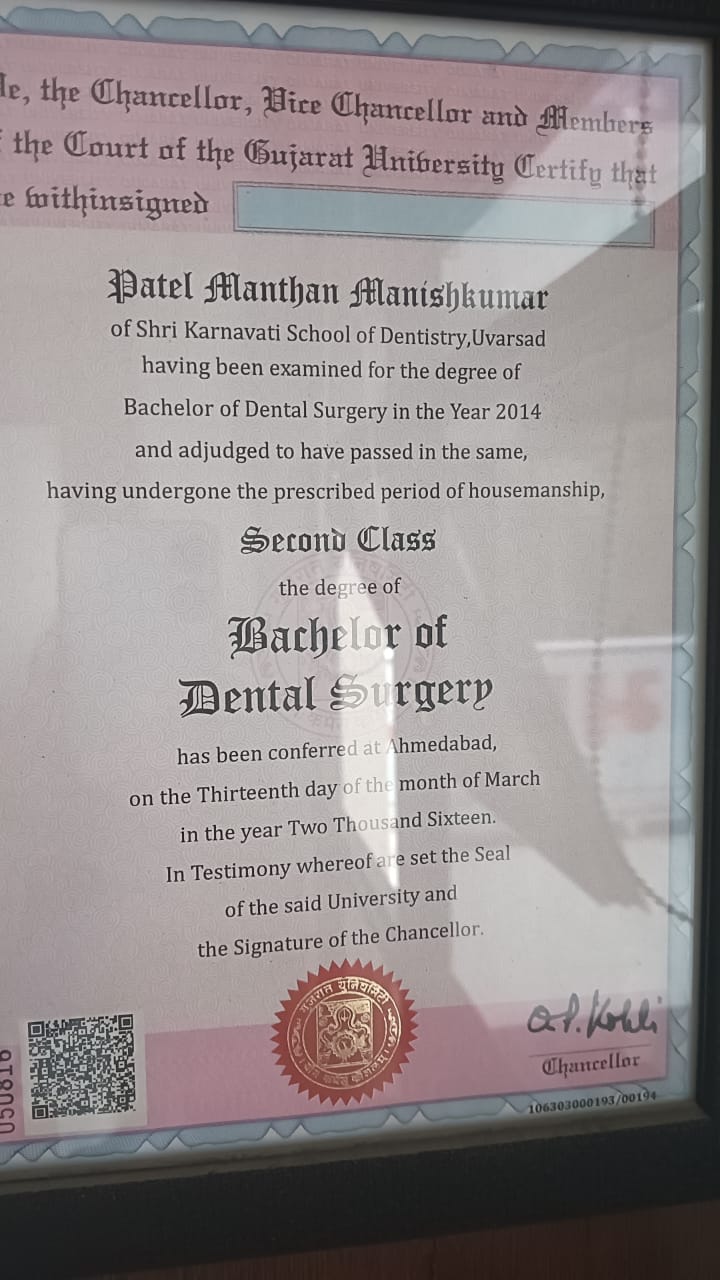 the Chancellor, Vice Chancellor and Members
the Court of the Gujarat University Certify that
withinsigned
Patel Manthan Manishkumar
of Shri Karnavati School of Dentistry,Uvarsad
having been examined for the degree of
Bachelor of Dental Surgery in the Year 2014
and adjudged to have passed in the same,
having undergone the prescribed period of housemanship,
Second Class
the degree of
Bachelor of
Dental Surgery
has been conferred at Ahmedabad,
on the Thirteenth day of the month of March
in the year Two Thousand Sixteen.
In Testimony whereof are set the Seal
of the said University and
the Signature of the Chancellor.
ગુજરાત યુનિવર્સિટી
Chancellor
106303000193/00194
050816